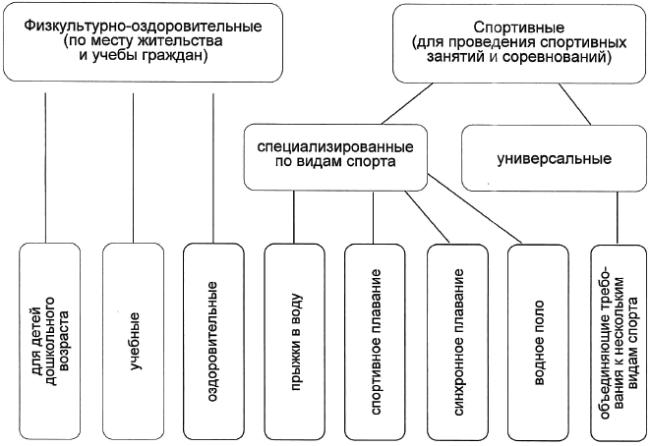 Физкультурно-оздоровительные
(по месту жительства
и учебы граждан)
Спортивные
(для проведения спортивных
занятий и соревнований)
специализированные
по видам спорта
универсальные
для детей
дошкольного
возраста
учебные
оздоровительные
прыжки в воду
спортивное плавание
синхронное плавание
водное поло
объединяющие требо-
вания к нескольким
видам спорта